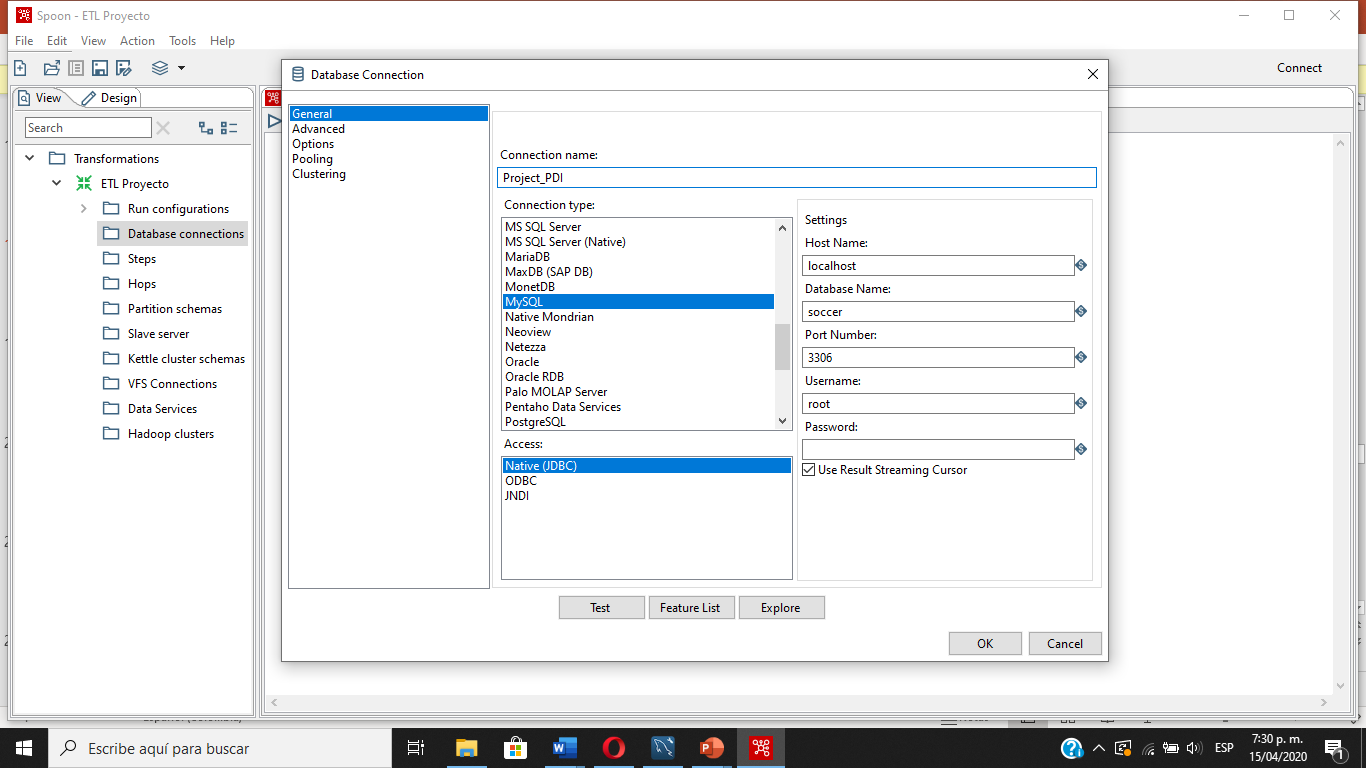 Spoon - ETL Proyecto
File Edit View Action Tools Help
Connect
View Design
Search
Transformations
ETL Proyecto
Run configurations
Database connections
Steps
Hops
Partition schemas
Slave server
Kettle cluster schemas
VFS Connections
Data Services
Hadoop clusters
Database Connection
General
Advanced
Options
Pooling
Clustering
Connection name:
Project_PDI
Connection type:
MS SQL Server
MS SQL Server (Native)
MariaDB
MaxDB (SAP DB)
MonetDB
MySQL
Native Mondrian
Neoview
Netezza
Oracle
Oracle RDB
Palo MOLAP Server
Pentaho Data Services
PostgreSQL
Access:
Native (JDBC)
ODBC
JNDI
Settings
Host Name:
localhost
Database Name:
soccer
Port Number:
3306
Username:
root
Password:
Use Result Streaming Cursor
Test Feature List Explore
OK Cancel
Escribe aquí para buscar
ESP
7:30 p. m.
15/04/2020
1